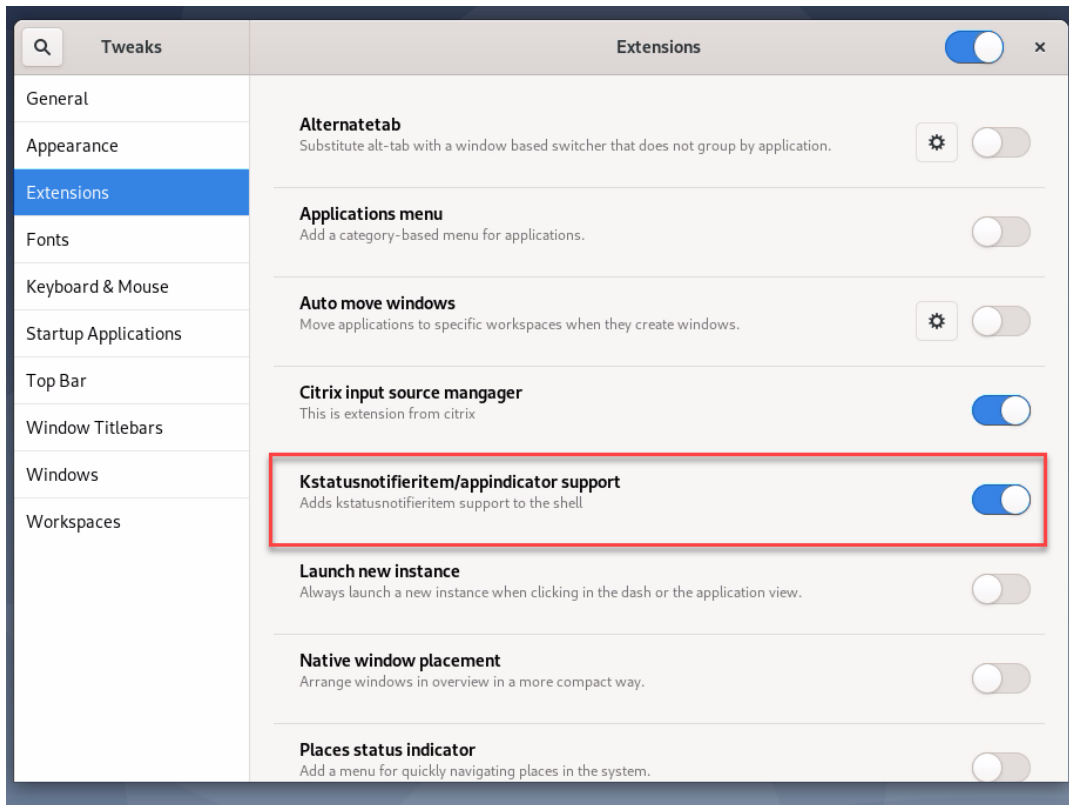 Tweaks
Extensions
General
Appearance
Extensions
Fonts
Keyboard & Mouse
Startup Applications
Top Bar
Window Titlebars
Windows
Workspaces
Alternatetab
Substitute alt-tab with a window based switcher that does not group by application.
Applications menu
Add a category-based menu for applications.
Auto move windows
Move applications to specific workspaces when they create windows.
Citrix input source mangager
This is extension from citrix
Kstatusnotifieritem/appindicator support
Adds kstatusnotifieritem support to the shell
Launch new instance
Always launch a new instance when clicking in the dash or the application view.
Native window placement
Arrange windows in overview in a more compact way.
Places status indicator
Add a menu for quickly navigating places in the system.